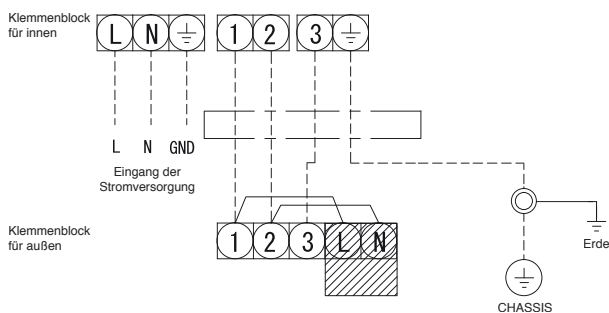 Klemmenblock
für innen
L N 1 2 3
L N GND
Eingang der
Stromversorgung
Klemmenblock
für außen
1 2 3 L N
Erde
CHASSIS